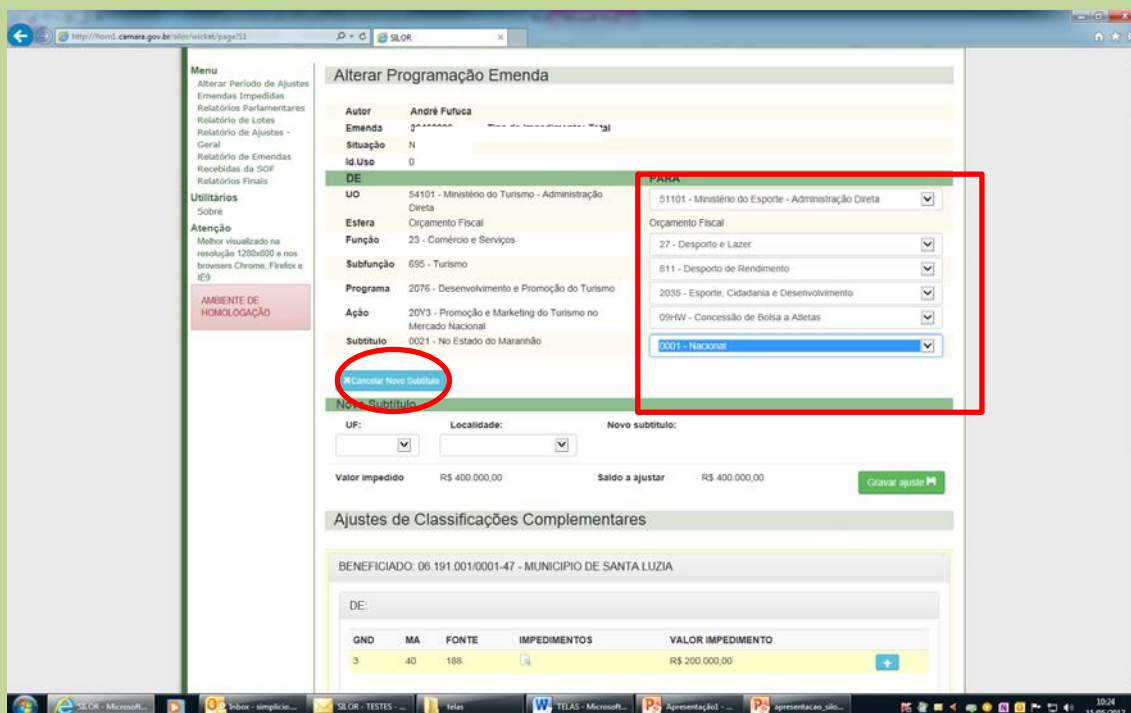 http://horn1.camara.gov.br/silor/wicket/page?11
SILOR
Menu
Alterar Período de Ajustes
Emendas Impedidas
Relatórios Parlamentares
Relatório de Lotes
Relatório de Ajustes -
Geral
Relatório de Emendas
Recebidas da SOF
Relatórios Finais
Utilitários
Sobre
Atenção
Melhor visualizado na
resolução 1280x800 e nos
browsers Chrome, Firefox e
IE9
AMBIENTE DE
HOMOLOGAÇÃO
Alterar Programação Emenda
Autor André Fufuca
Emenda Tipo de Impedimento: Total
Situação N
Id.Uso 0
DE PARA
UO 54101 - Ministério do Turismo - Administração
Direta
51101 - Ministério do Esporte - Administração Direta
Esfera Orçamento Fiscal Orçamento Fiscal
Função 23 - Comércio e Serviços 27 - Desporto e Lazer
Subfunção 695 - Turismo 811 - Desporto de Rendimento
Programa 2076 - Desenvolvimento e Promoção do Turismo 2035 - Esporte, Cidadania e Desenvolvimento
Ação 20Y3 - Promoção e Marketing do Turismo no
Mercado Nacional
09HW - Concessão de Bolsa a Atletas
Subtítulo 0021 - No Estado do Maranhão 0001 - Nacional
Cancelar Novo Subtítulo
Novo Subtítulo
UF: Localidade: Novo subtítulo:
Valor impedido R$ 400.000,00 Saldo a ajustar R$ 400.000,00 Gravar ajuste
Ajustes de Classificações Complementares
BENEFICIADO: 06.191.001/0001-47 - MUNICIPIO DE SANTA LUZIA
DE:
GND MA FONTE IMPEDIMENTOS VALOR IMPEDIMENTO
3 40 188 R$ 200.000,00 +
SILOR - Microsoft... Inbox - simplicio... SILOR - TESTES - ... telas TELAS - Microsoft... Apresentação1 - ... apresentacao_silo... 10:24
15/05/2017